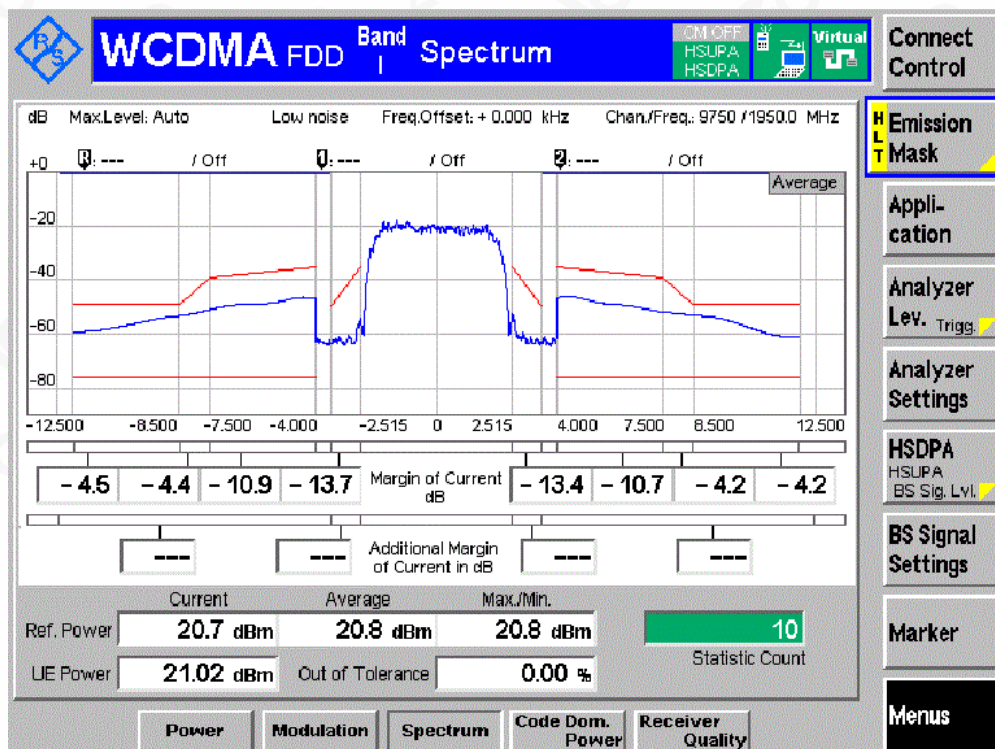 R/S
WCDMA FDD Band I Spectrum
CM OFF
HSUPA
HSDPA
Virtual
Connect
Control
dB Max.Level: Auto Low noise Freq.Offset: + 0.000 kHz Chan./Freq.: 9750 / 1950.0 MHz
H
L
T
Emission
Mask
R: --- / Off 1: --- / Off 2: --- / Off
Average
+0
-20
-40
-60
-80
-12.500 -8.500 -7.500 -4.000 -2.515 0 2.515 4.000 7.500 8.500 12.500
Appli-
cation
Analyzer
Lev. Trigg.
Analyzer
Settings
- 4.5 - 4.4 - 10.9 - 13.7 Margin of Current dB - 13.4 - 10.7 - 4.2 - 4.2
HSDPA
HSUPA
BS Sig. Lvl.
--- --- Additional Margin of Current in dB --- ---
BS Signal
Settings
Current Average Max./Min.
Ref. Power 20.7 dBm 20.8 dBm 20.8 dBm 10
Statistic Count
UE Power 21.02 dBm Out of Tolerance 0.00 %
Marker
Menus
Power Modulation Spectrum Code Dom. Power Receiver Quality